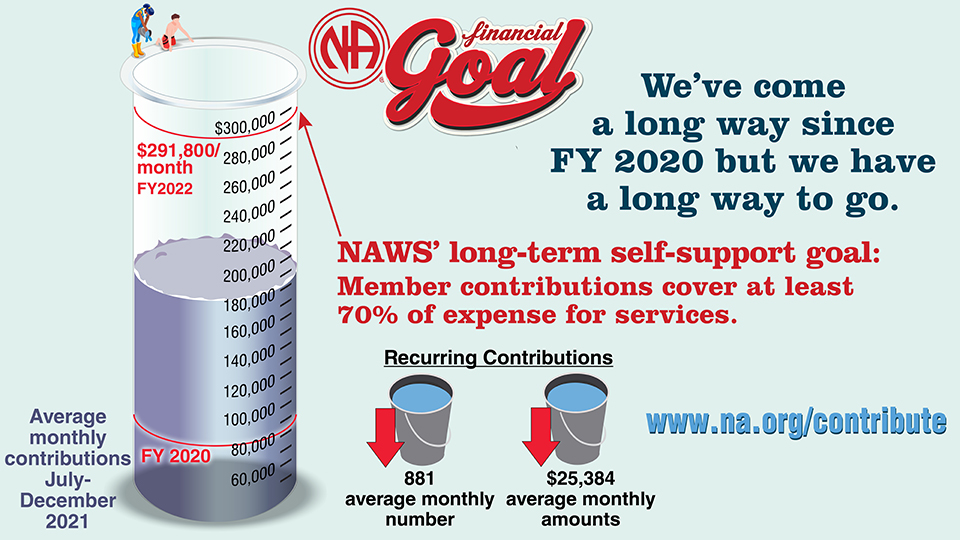 NA
financial
Goal
We've come
a long way since
FY 2020 but we have
a long way to go.
$300,000
$291,800/
month
FY2022
280,000
260,000
240,000
220,000
200,000
180,000
160,000
140,000
120,000
100,000
80,000
60,000
FY 2020
NAWS' long-term self-support goal:
Member contributions cover at least
70% of expense for services.
Recurring Contributions
881
average monthly
number
$25,384
average monthly
amounts
www.na.org/contribute
Average
monthly
contributions
July-
December
2021